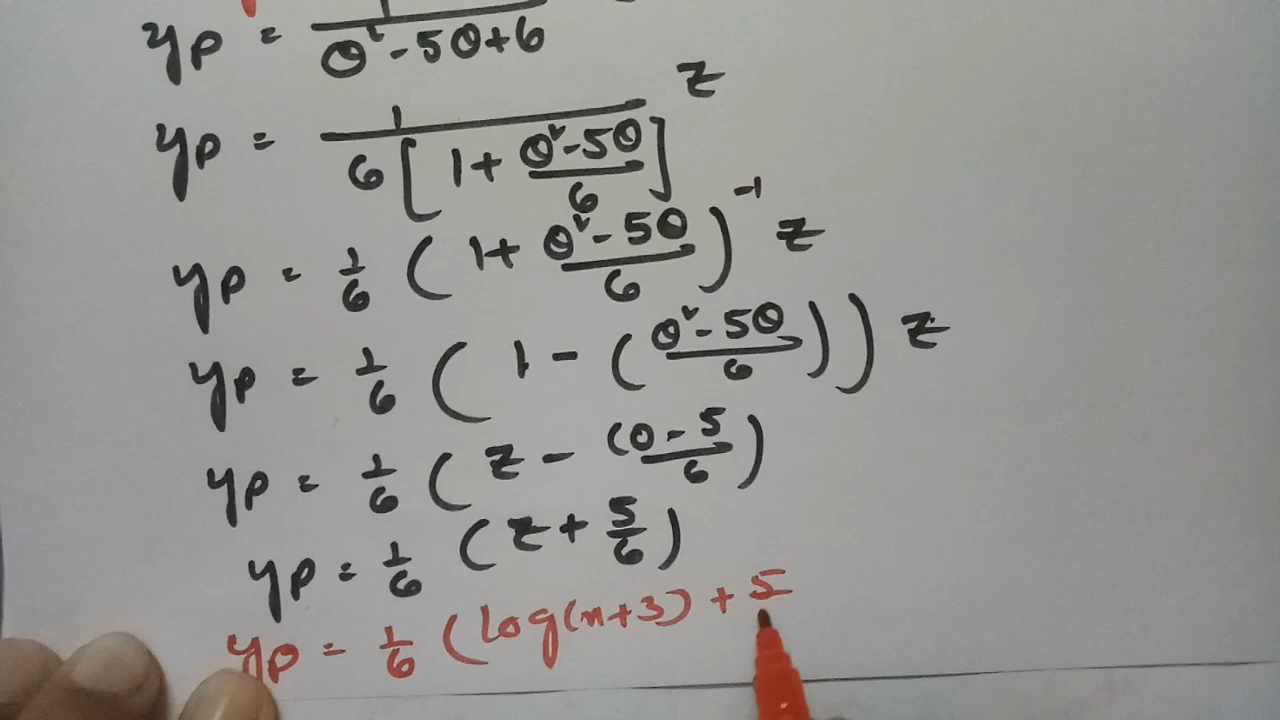 yp = 1/(θ²-5θ+6)
yp = 1/(6[1+(θ²-5θ)/6]) z
yp = 1/6 (1+(θ²-5θ)/6)⁻¹ z
yp = 1/6 (1-((θ²-5θ)/6)) z
yp = 1/6 (z-(0-5/6)
yp = 1/6 (z+5/6)
yp = 1/6 (log(x+3)+5